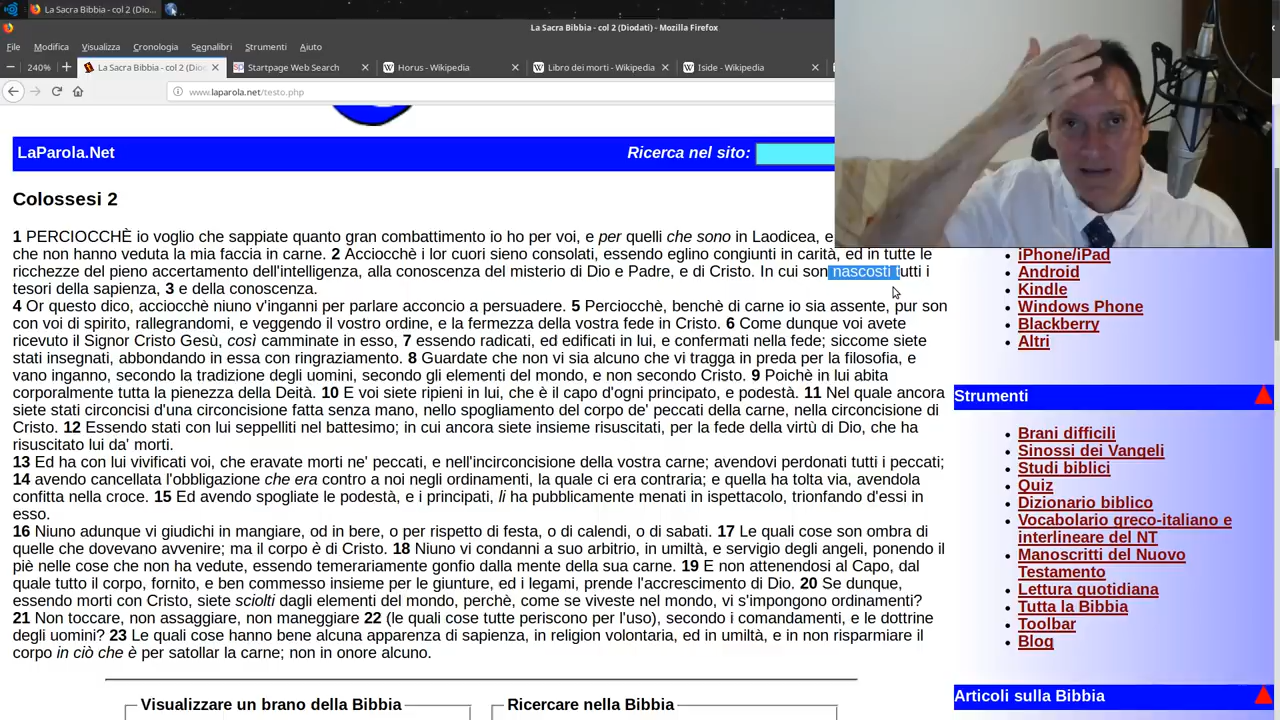 La Sacra Bibbia - col 2 (Dio...
La Sacra Bibbia - col 2 (Diodati) - Mozilla Firefox
File Modifica Visualizza Cronologia Segnalibri Strumenti Aiuto
240% La Sacra Bibbia - col 2 (Diod Startpage Web Search Horus - Wikipedia Libro dei morti - Wikipedia Iside - Wikipedia
www.laparola.net/testo.php
LaParola.Net Ricerca nel sito:
Colossesi 2
1 PERCIOCCHÈ io voglio che sappiate quanto gran combattimento io ho per voi, e per quelli che sono in Laodicea, e
che non hanno veduta la mia faccia in carne. 2 Acciocchè i lor cuori sieno consolati, essendo eglino congiunti in carità, ed in tutte le
ricchezze del pieno accertamento dell'intelligenza, alla conoscenza del misterio di Dio e Padre, e di Cristo. In cui son nascosti tutti i
tesori della sapienza, 3 e della conoscenza.
4 Or questo dico, acciocchè niuno v'inganni per parlare acconcio a persuadere. 5 Perciocchè, benchè di carne io sia assente, pur son
con voi di spirito, rallegrandomi, e veggendo il vostro ordine, e la fermezza della vostra fede in Cristo. 6 Come dunque voi avete
ricevuto il Signor Cristo Gesù, così camminate in esso, 7 essendo radicati, ed edificati in lui, e confermati nella fede; siccome siete
stati insegnati, abbondando in essa con ringraziamento. 8 Guardate che non vi sia alcuno che vi tragga in preda per la filosofia, e
vano inganno, secondo la tradizione degli uomini, secondo gli elementi del mondo, e non secondo Cristo. 9 Poichè in lui abita
corporalmente tutta la pienezza della Deità. 10 E voi siete ripieni in lui, che è il capo d'ogni principato, e podestà. 11 Nel quale ancora
siete stati circoncisi d'una circoncisione fatta senza mano, nello spogliamento del corpo de' peccati della carne, nella circoncisione di
Cristo. 12 Essendo stati con lui seppelliti nel battesimo; in cui ancora siete insieme risuscitati, per la fede della virtù di Dio, che ha
risuscitato lui da' morti.
13 Ed ha con lui vivificati voi, che eravate morti ne' peccati, e nell'incirconcisione della vostra carne; avendovi perdonati tutti i peccati;
14 avendo cancellata l'obbligazione che era contro a noi negli ordinamenti, la quale ci era contraria; e quella ha tolta via, avendola
confitta nella croce. 15 Ed avendo spogliate le podestà, e i principati, li ha pubblicamente menati in ispettacolo, trionfando d'essi in
esso.
16 Niuno adunque vi giudichi in mangiare, od in bere, o per rispetto di festa, o di calendi, o di sabati. 17 Le quali cose son ombra di
quelle che dovevano avvenire; ma il corpo è di Cristo. 18 Niuno vi condanni a suo arbitrio, in umiltà, e servigio degli angeli, ponendo il
piè nelle cose che non ha vedute, essendo temerariamente gonfio dalla mente della sua carne. 19 E non attenendosi al Capo, dal
quale tutto il corpo, fornito, e ben commesso insieme per le giunture, ed i legami, prende l'accrescimento di Dio. 20 Se dunque,
essendo morti con Cristo, siete sciolti dagli elementi del mondo, perchè, come se viveste nel mondo, vi s'impongono ordinamenti?
21 Non toccare, non assaggiare, non maneggiare 22 (le quali cose tutte periscono per l'uso), secondo i comandamenti, e le dottrine
degli uomini? 23 Le quali cose hanno bene alcuna apparenza di sapienza, in religion volontaria, ed in umiltà, e in non risparmiare il
corpo in ciò che è per satollar la carne; non in onore alcuno.
Visualizzare un brano della Bibbia Ricercare nella Bibbia
iPhone/iPad
Android
Kindle
Windows Phone
Blackberry
Altri
Strumenti
Brani difficili
Sinossi dei Vangeli
Studi biblici
Quiz
Dizionario biblico
Vocabolario greco-italiano e
interlineare del NT
Manoscritti del Nuovo
Testamento
Lettura quotidiana
Tutta la Bibbia
Toolbar
Blog
Articoli sulla Bibbia